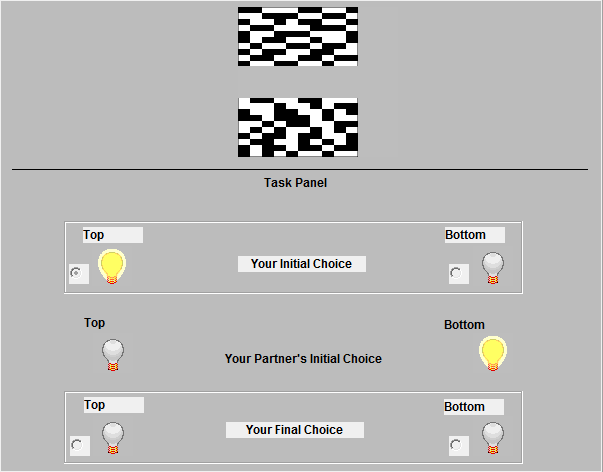 Task Panel
Top
Bottom
Your Initial Choice
Top
Bottom
Your Partner's Initial Choice
Top
Bottom
Your Final Choice